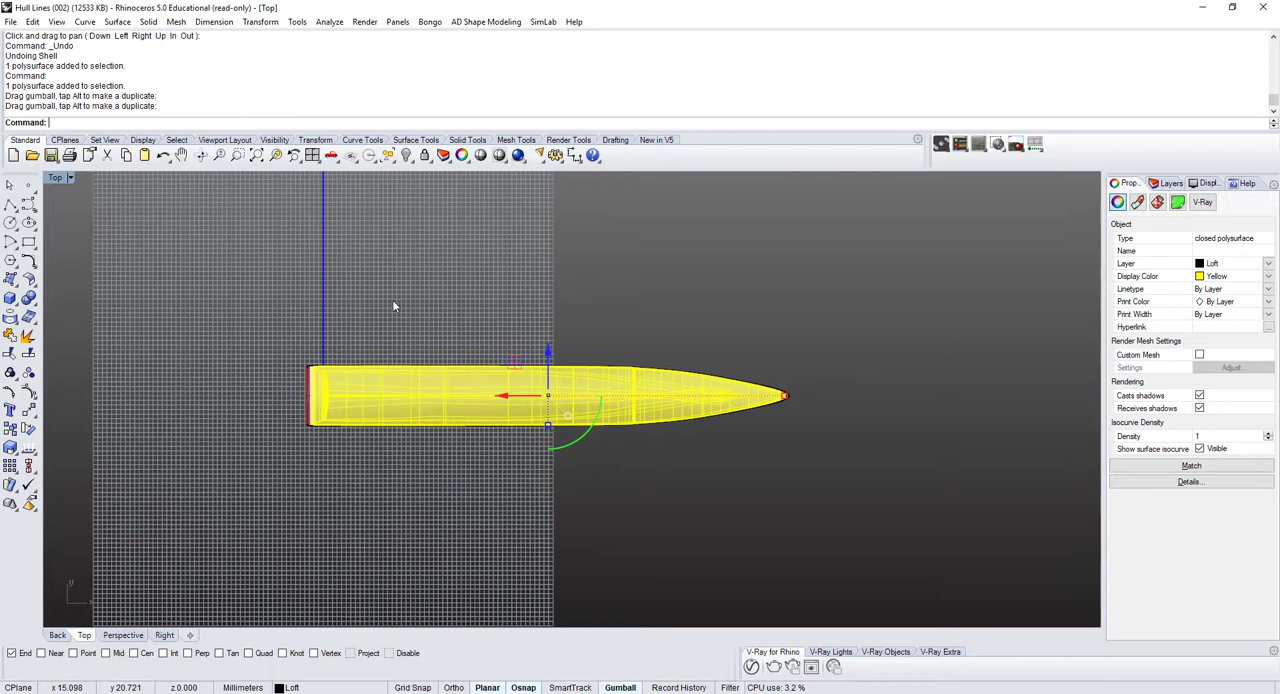 Hull Lines (002) (12533 KB) - Rhinoceros 5.0 Educational (read-only) - [Top]
File Edit View Curve Surface Solid Mesh Dimension Transform Tools Analyze Render Panels Bongo AD Shape Modeling SimLab Help
Click and drag to pan ( Down Left Right Up In Out ):
Command: _Undo
Undoing Shell
1 polysurface added to selection.
Command:
1 polysurface added to selection.
Drag gumball, tap Alt to make a duplicate:
Drag gumball, tap Alt to make a duplicate:
Command:
Standard CPlanes Set View Display Select Viewport Layout Visibility Transform Curve Tools Surface Tools Solid Tools Mesh Tools Render Tools Drafting New in V5
Top
Prop... Layers Displ... Help
V-Ray
Object
Type closed polysurface
Name
Layer Loft
Display Color Yellow
Linetype By Layer
Print Color By Layer
Print Width By Layer
Hyperlink ...
Render Mesh Settings
Custom Mesh
Settings Adjust...
Rendering
Casts shadows
Receives shadows
Isocurve Density
Density 1
Show surface isocurve Visible
Match
Details...
y
x
Back Top Perspective Right
End Near Point Mid Cen Int Perp Tan Quad Knot Vertex Project Disable
V-Ray for Rhino V-Ray Lights V-Ray Objects V-Ray Extra
CPlane x 15.098 y 20.721 z 0.000 Millimeters Loft Grid Snap Ortho Planar Osnap SmartTrack Gumball Record History Filter CPU use: 3.2 %